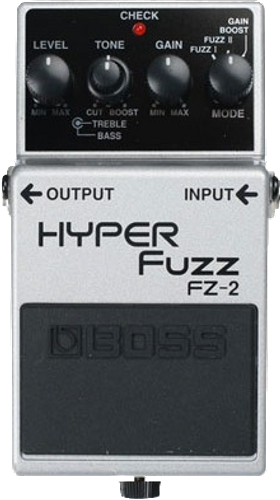 CHECK
LEVEL TONE GAIN
GAIN BOOST
FUZZ II
FUZZ I
MIN MAX CUT BOOST MIN MAX MODE
TREBLE
BASS
OUTPUT INPUT
HYPER
FUZZ
FZ-2
BOSS